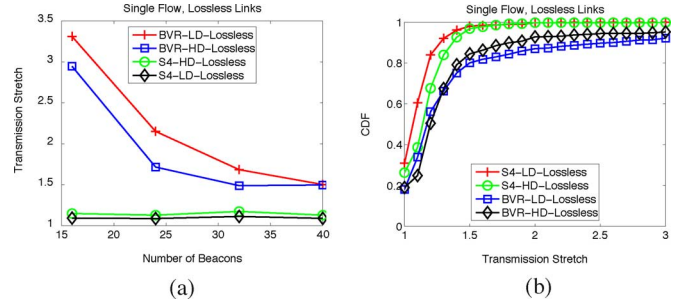 Single Flow, Lossless Links
Transmission Stretch
3.5
3
2.5
2
1.5
1
BVR-LD-Lossless
BVR-HD-Lossless
S4-HD-Lossless
S4-LD-Lossless
15 20 25 30 35 40
Number of Beacons
(a)
Single Flow, Lossless Links
CDF
1
0.8
0.6
0.4
0.2
0
S4-LD-Lossless
S4-HD-Lossless
BVR-LD-Lossless
BVR-HD-Lossless
1 1.5 2 2.5 3
Transmission Stretch
(b)